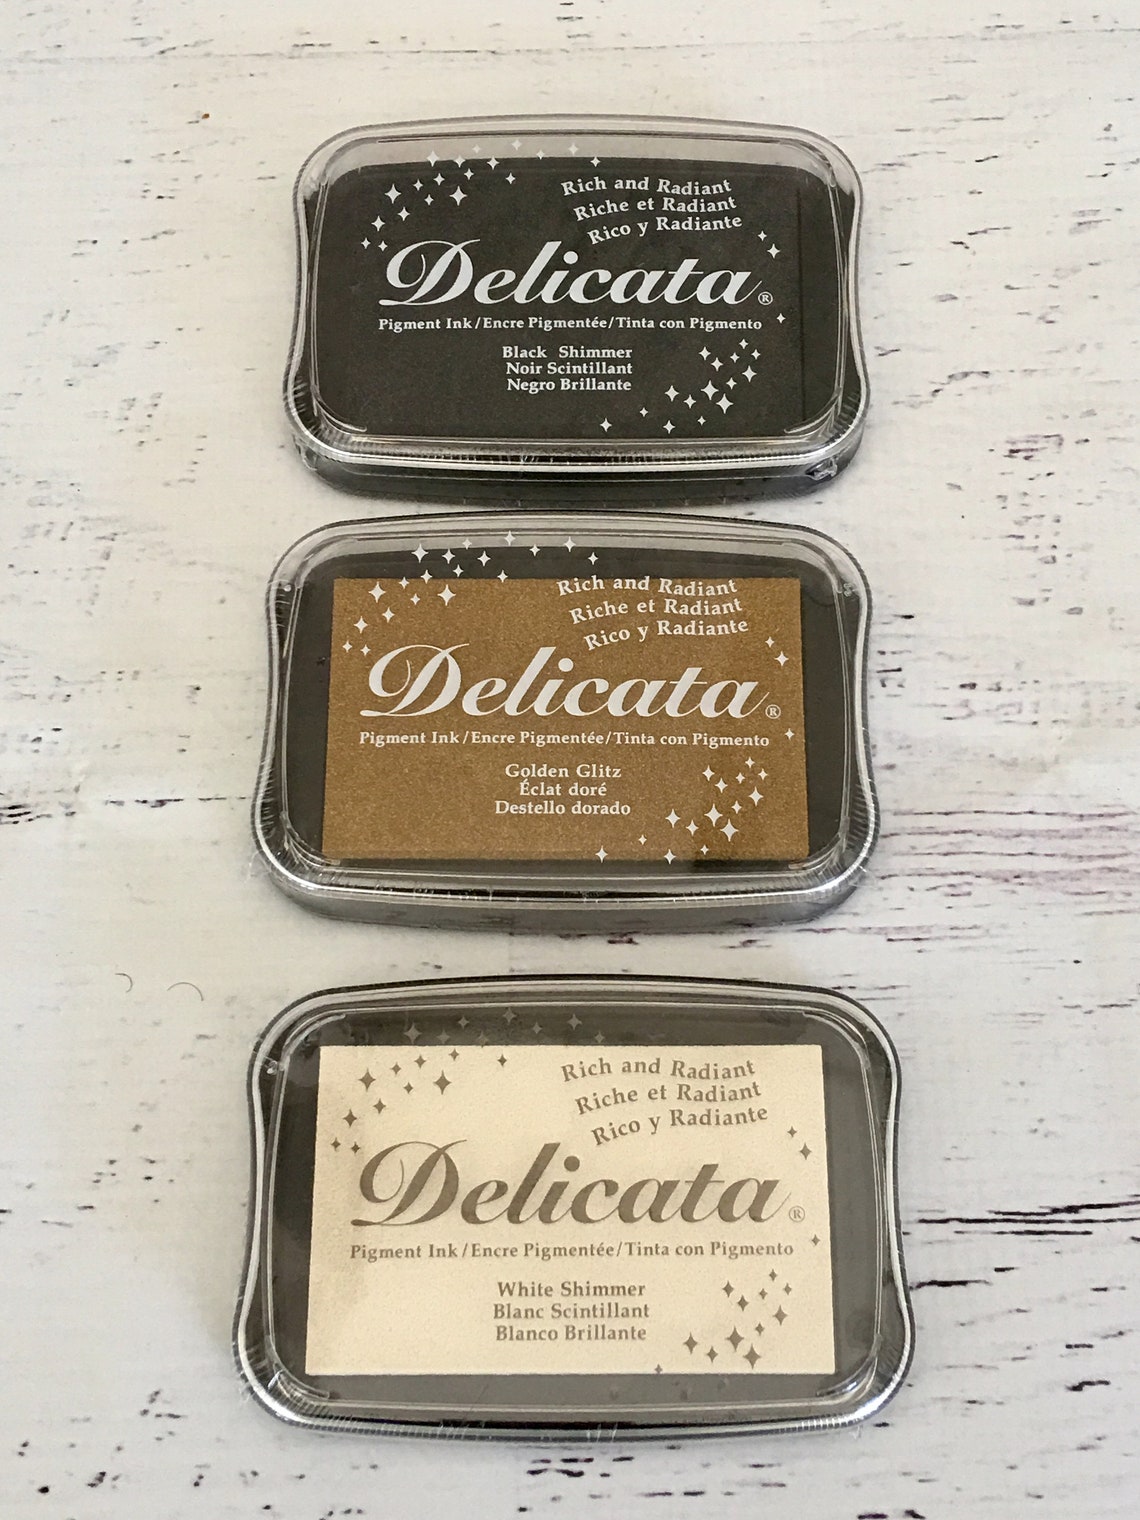 Rich and Radiant
Riche et Radiant
Rico y Radiante
Delicata®
Pigment Ink/Encre Pigmentée/Tinta con Pigmento
Black Shimmer
Noir Scintillant
Negro Brillante
Rich and Radiant
Riche et Radiant
Rico y Radiante
Delicata®
Pigment Ink/Encre Pigmentée/Tinta con Pigmento
Golden Glitz
Éclat doré
Destello dorado
Rich and Radiant
Riche et Radiant
Rico y Radiante
Delicata®
Pigment Ink/Encre Pigmentée/Tinta con Pigmento
White Shimmer
Blanc Scintillant
Blanco Brillante